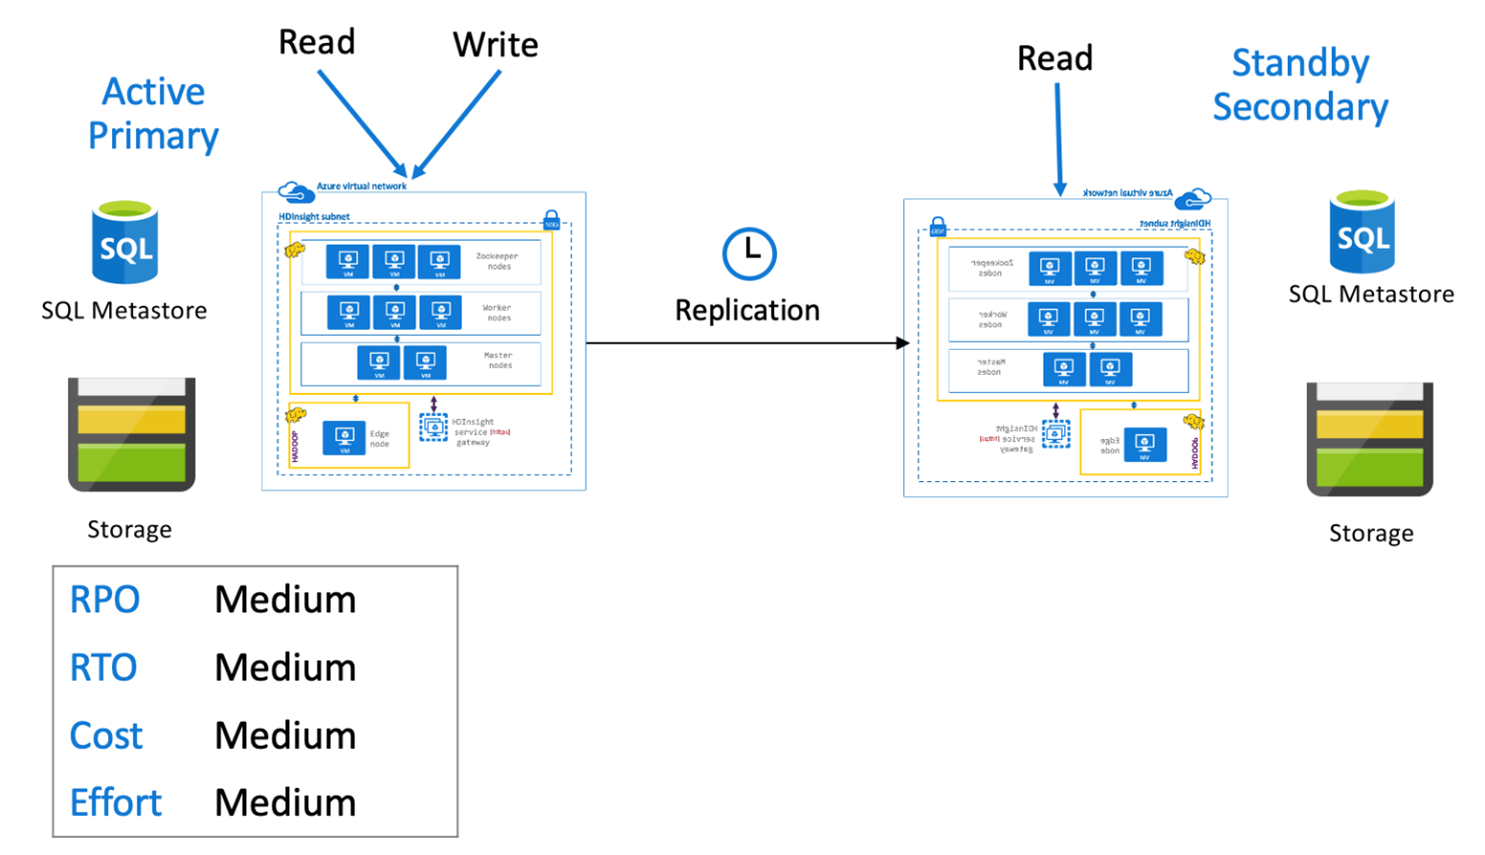 Read
Write
Read
Active
Primary
Standby
Secondary
Azure virtual network
HDInsight subnet
NSG
SQL
SQL Metastore
Zookeeper
nodes
VM
VM
VM
Worker
nodes
VM
VM
VM
Master
nodes
VM
VM
Edge
node
VM
HADOOP
HDInsight
service
gateway
Replication
Azure virtual network
HDInsight subnet
NSG
Zookeeper
nodes
VM
VM
VM
Worker
nodes
VM
VM
VM
Master
nodes
VM
VM
HDInsight
service
gateway
Edge
node
VM
HADOOP
SQL
SQL Metastore
Storage
Storage
RPO Medium
RTO Medium
Cost Medium
Effort Medium